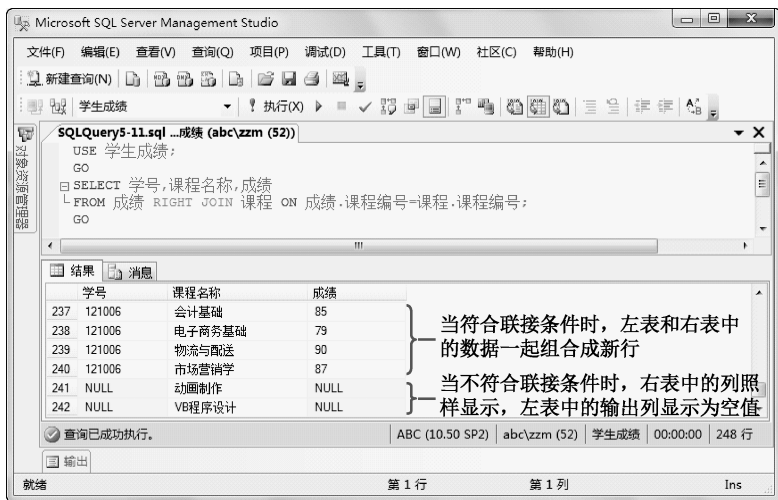 Microsoft SQL Server Management Studio
文件(F) 编辑(E) 查看(V) 查询(Q) 项目(P) 调试(D) 工具(T) 窗口(W) 社区(C) 帮助(H)
新建查询(N)
学生成绩 执行(X)
SQLQuery5-11.sql ...成绩 (abc\zzm (52))
对象资源管理器
USE 学生成绩;
GO
SELECT 学号,课程名称,成绩
FROM 成绩 RIGHT JOIN 课程 ON 成绩.课程编号=课程.课程编号;
GO
结果 消息
学号 课程名称 成绩
237 121006 会计基础 85
238 121006 电子商务基础 79
239 121006 物流与配送 90
240 121006 市场营销学 87
241 NULL 动画制作 NULL
242 NULL VB程序设计 NULL
当符合联接条件时，左表和右表中
的数据一起组合成新行
当不符合联接条件时，右表中的列照
样显示，左表中的输出列显示为空值
查询已成功执行。 ABC (10.50 SP2) abc\zzm (52) 学生成绩 00:00:00 248 行
输出
就绪 第 1 行 第 1 列 Ins